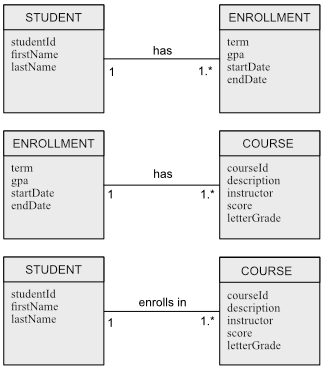 STUDENT
studentId
firstName
lastName
has
1
1.*
ENROLLMENT
term
gpa
startDate
endDate
ENROLLMENT
term
gpa
startDate
endDate
has
1
1.*
COURSE
courseId
description
instructor
score
letterGrade
STUDENT
studentId
firstName
lastName
enrolls in
1
1.*
COURSE
courseId
description
instructor
score
letterGrade